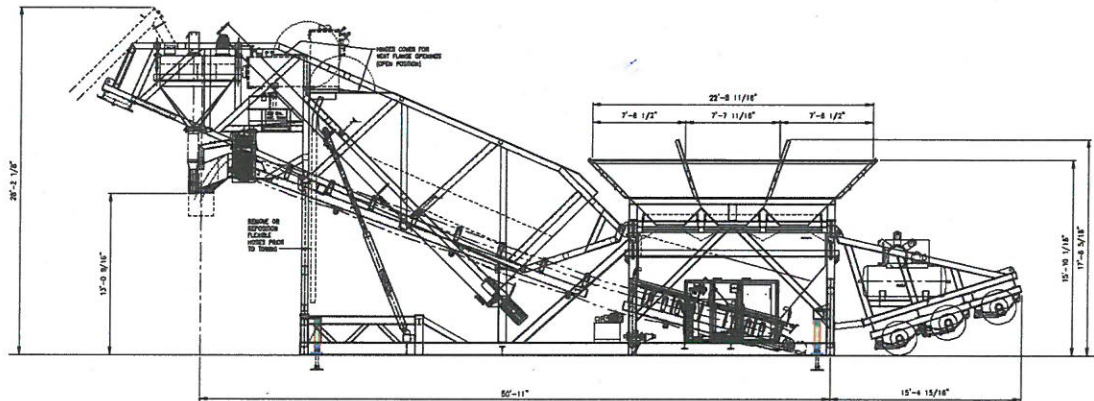 HINGES COVER FOR
VENT FLANGE OPENINGS
(OPEN POSITION)
22'-8 11/16"
7'-6 1/2"
7'-7 11/16"
7'-6 1/2"
26'-2 1/8"
13'-0 9/16"
REMOVE OR
REPOSITION
FLEXIBLE
HOSES PRIOR
TO TOWING
15'-10 1/16"
17'-6 5/16"
50'-11"
15'-4 15/16"